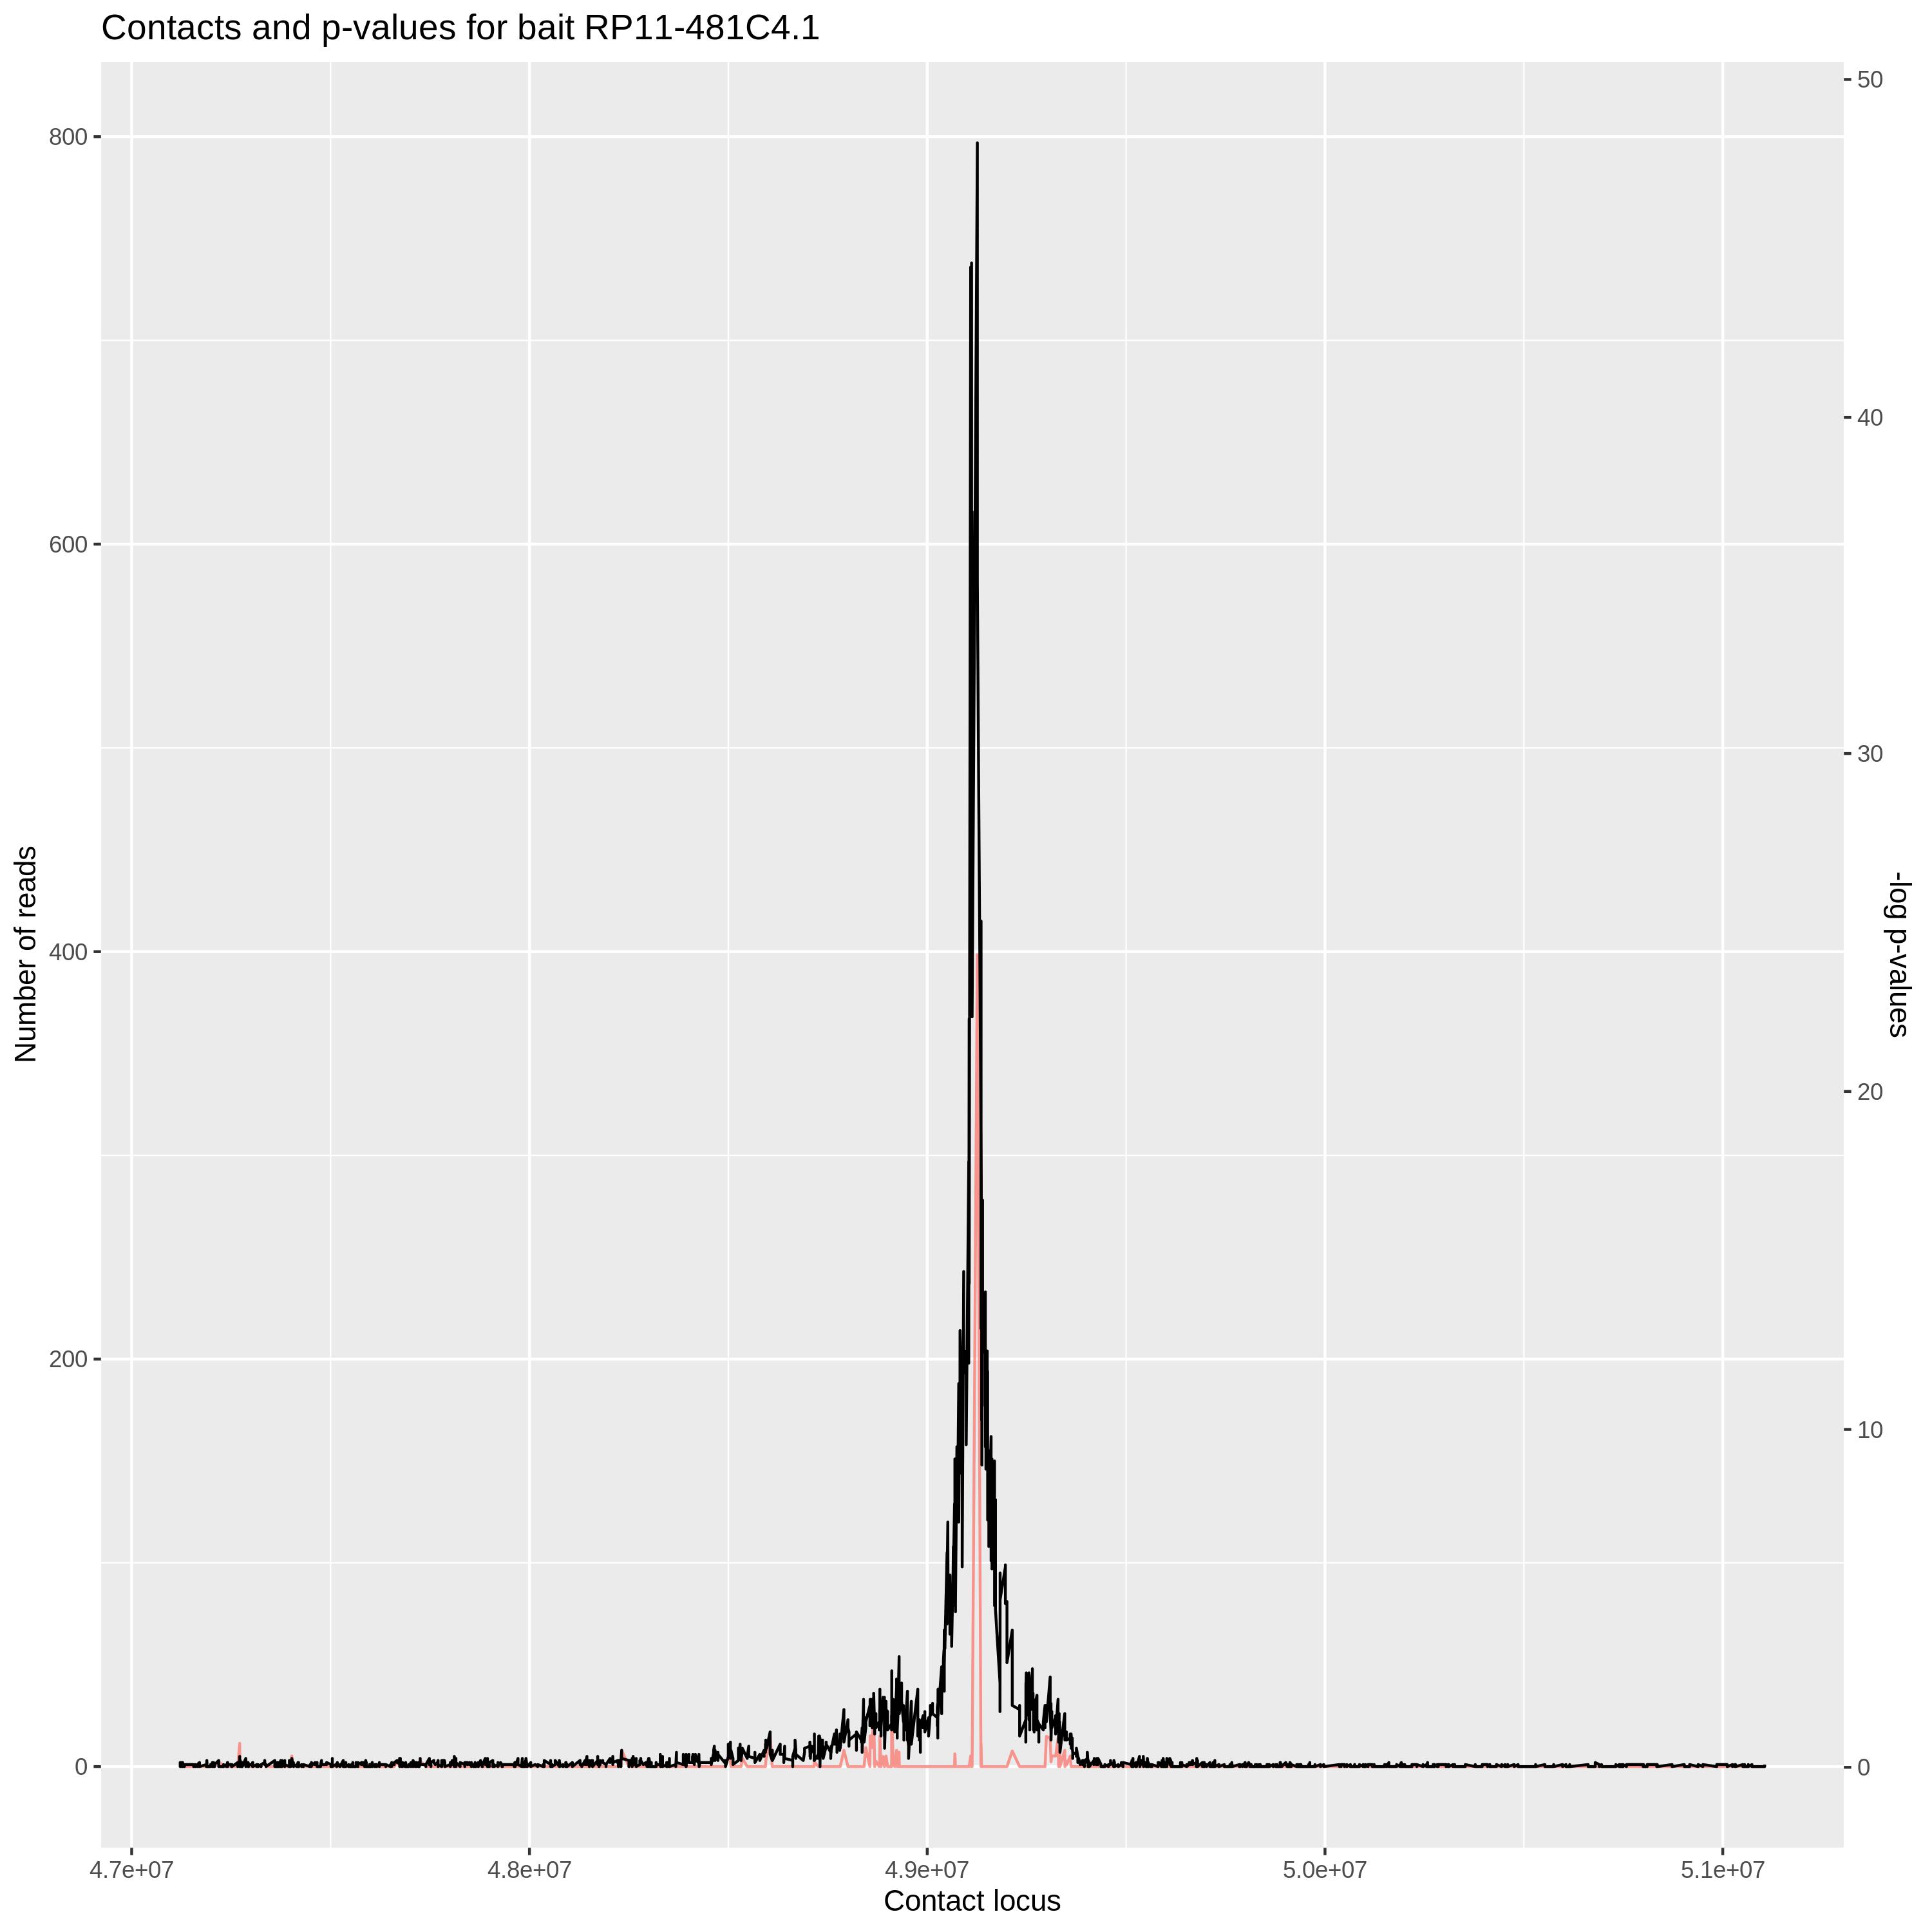 Contacts and p-values for bait RP11-481C4.1
800
600
400
200
0
Number of reads
50
40
30
20
10
0
-log p-values
4.7e+07
4.8e+07
4.9e+07
5.0e+07
5.1e+07
Contact locus